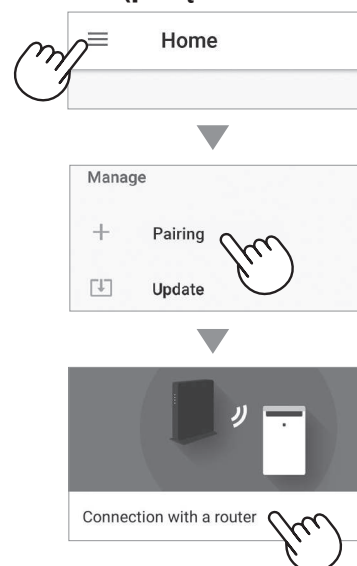 Home
Manage
Pairing
Update
Connection with a router